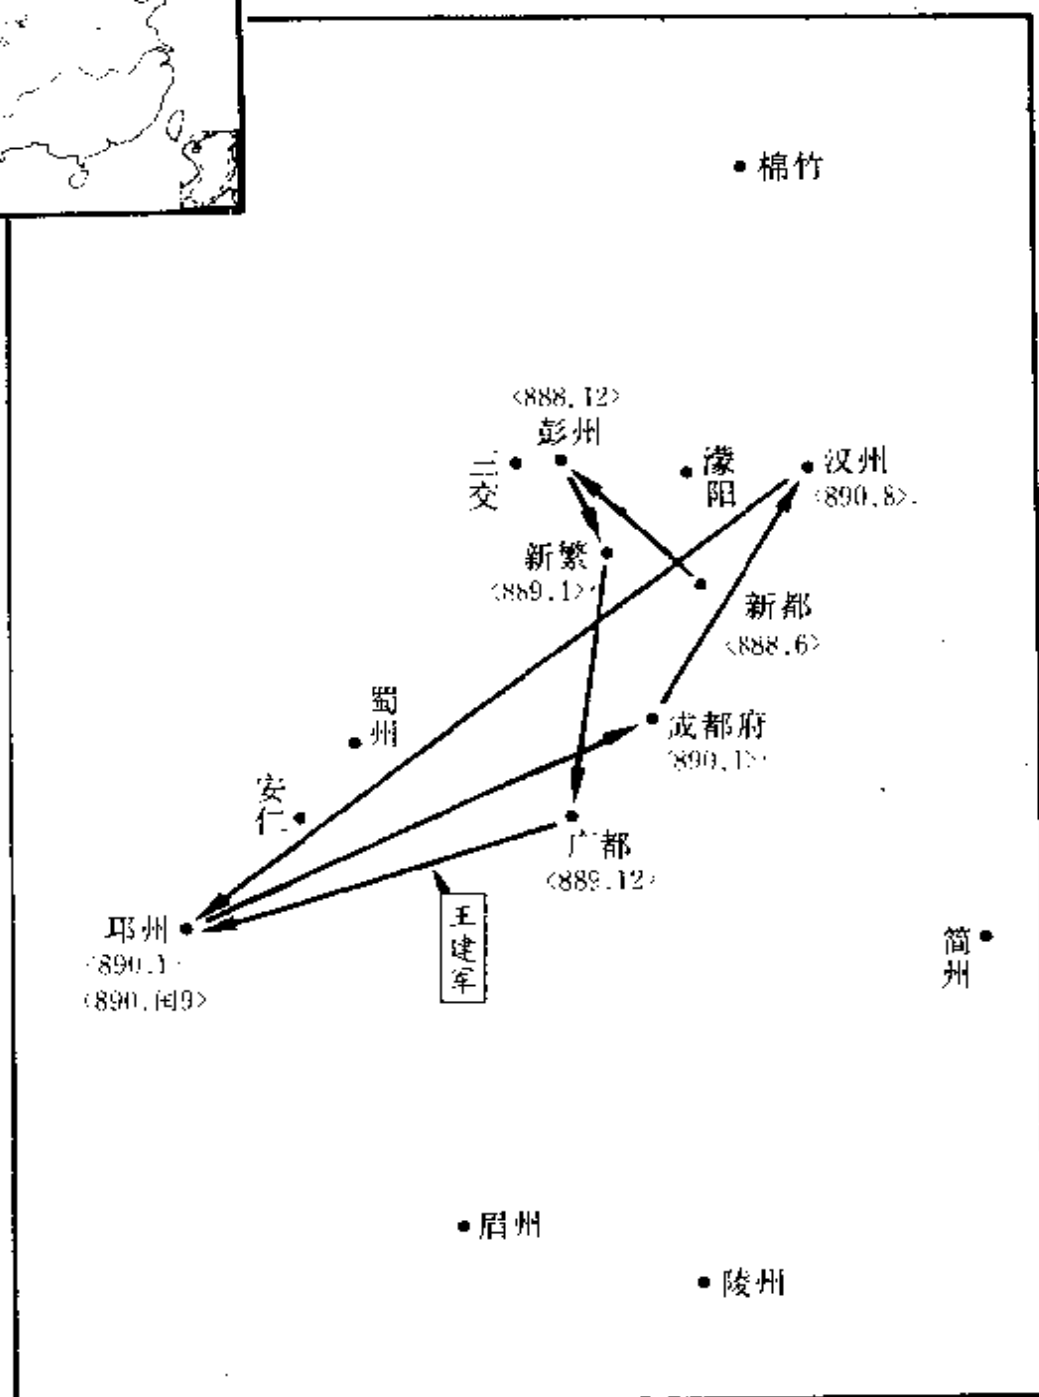 棉竹
<888.12>
彭州
三交
濛阳
汉州
<890.8>
新繁
<889.1>
新都
<888.6>
蜀州
成都府
<890.1>
安仁
广都
<889.12>
邛州
<890.1>
<890.闰9>
王建军
简州
眉州
陵州